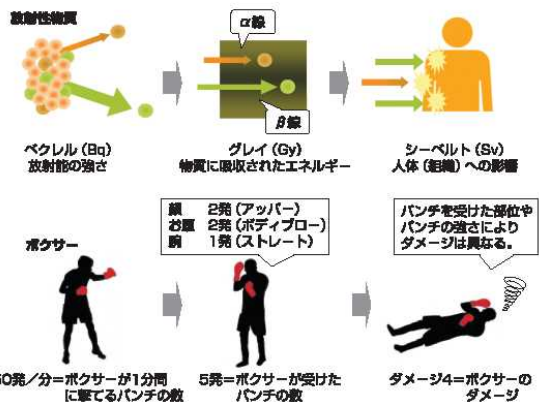 放射性物質
α線
β線
ベクレル（Bq）
放射能の強さ
グレイ（Gy）
物質に吸収されたエネルギー
シーベルト（Sv）
人体（組織）への影響
ボクサー
顔　2発（アッパー）
お腹　2発（ボディブロー）
腕　1発（ストレート）
パンチを受けた部位や
パンチの強さにより
ダメージは異なる。
0発／分＝ボクサーが1分間
に撃てるパンチの数
5発＝ボクサーが受けた
パンチの数
ダメージ4＝ボクサーの
ダメージ